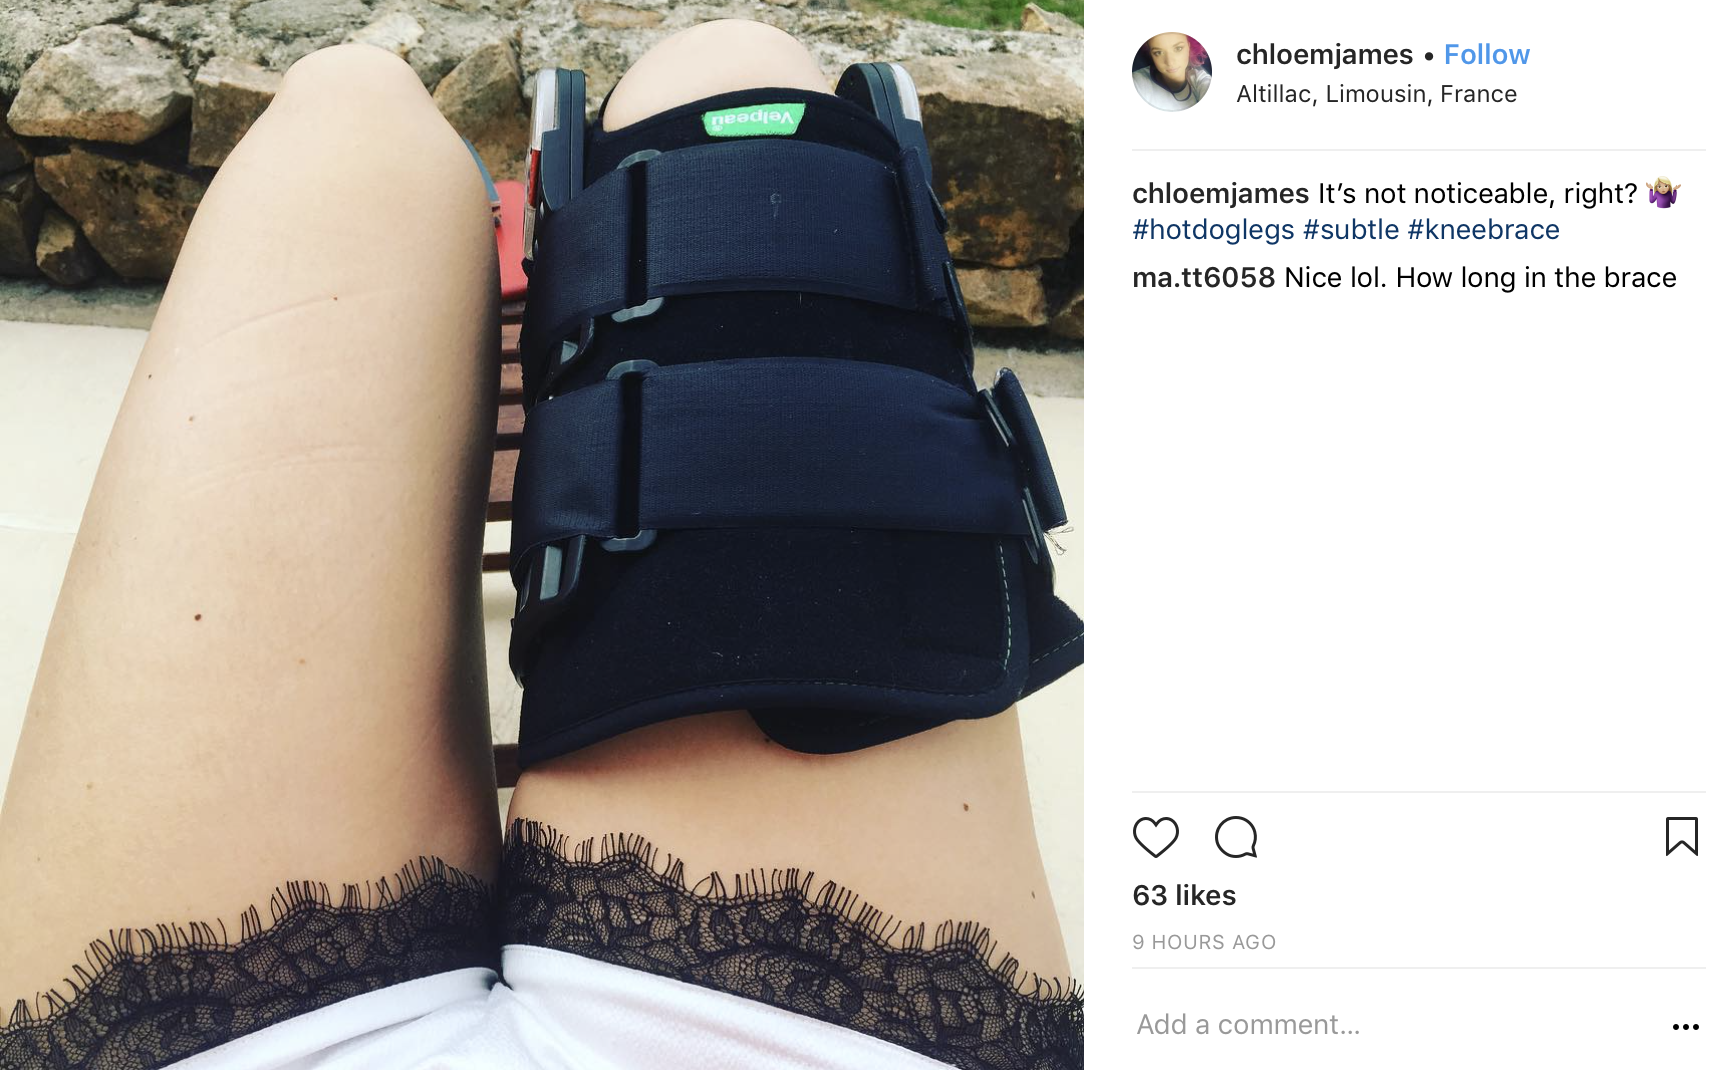 Velpeau
chloemjames • Follow
Altillac, Limousin, France
chloemjames It’s not noticeable, right? 🤷🏼‍♀️
#hotdoglegs #subtle #kneebrace
ma.tt6058 Nice lol. How long in the brace
63 likes
9 HOURS AGO
Add a comment...